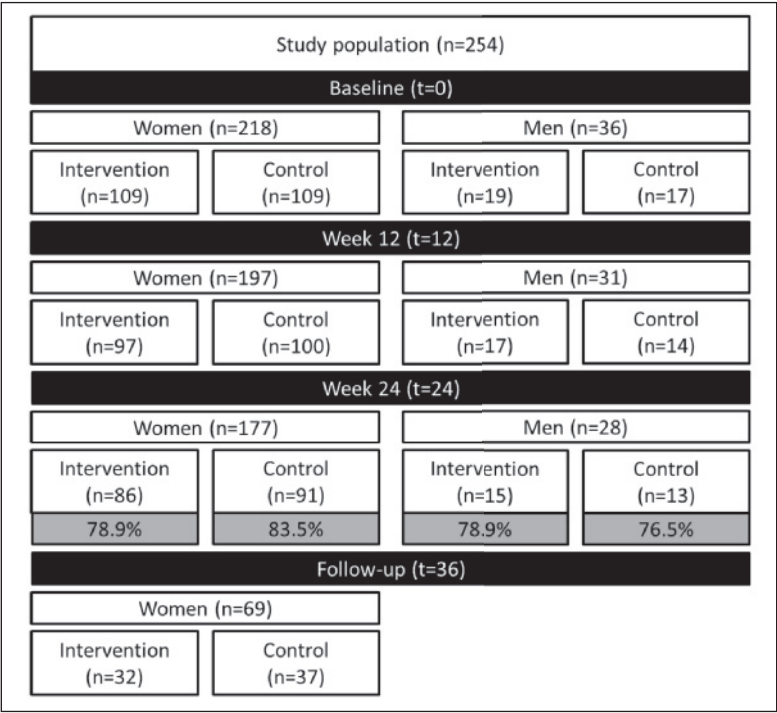 Study population (n=254)
Baseline (t=0)
Women (n=218)
Men (n=36)
Intervention
(n=109)
Control
(n=109)
Intervention
(n=19)
Control
(n=17)
Week 12 (t=12)
Women (n=197)
Men (n=31)
Intervention
(n=97)
Control
(n=100)
Intervention
(n=17)
Control
(n=14)
Week 24 (t=24)
Women (n=177)
Men (n=28)
Intervention
(n=86)
Control
(n=91)
Intervention
(n=15)
Control
(n=13)
78.9%
83.5%
78.9%
76.5%
Follow-up (t=36)
Women (n=69)
Intervention
(n=32)
Control
(n=37)